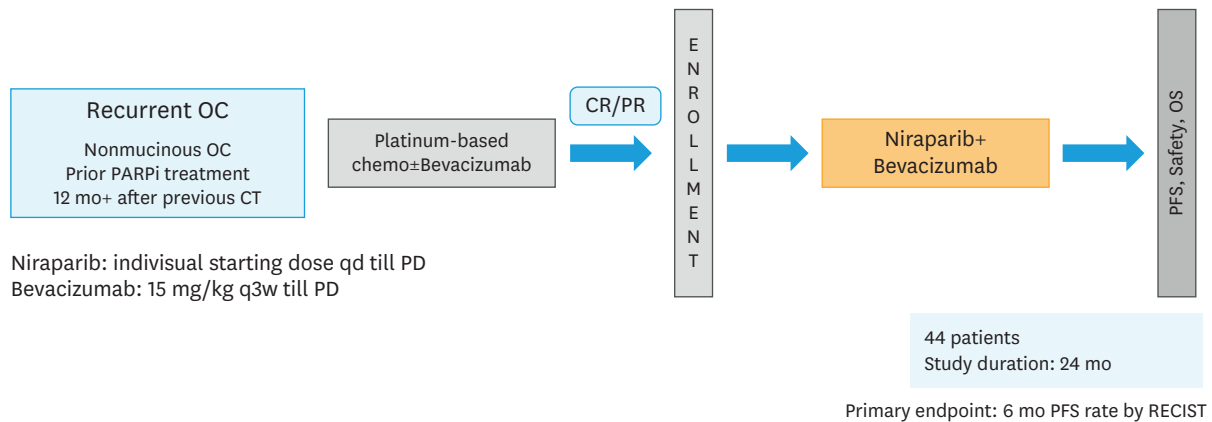 Recurrent OC
Nonmucinous OC
Prior PARPi treatment
12 mo+ after previous CT
Platinum-based
chemo±Bevacizumab
CR/PR
ENROLLMENT
Niraparib+
Bevacizumab
PFS, Safety, OS
Niraparib: indivisual starting dose qd till PD
Bevacizumab: 15 mg/kg q3w till PD
44 patients
Study duration: 24 mo
Primary endpoint: 6 mo PFS rate by RECIST